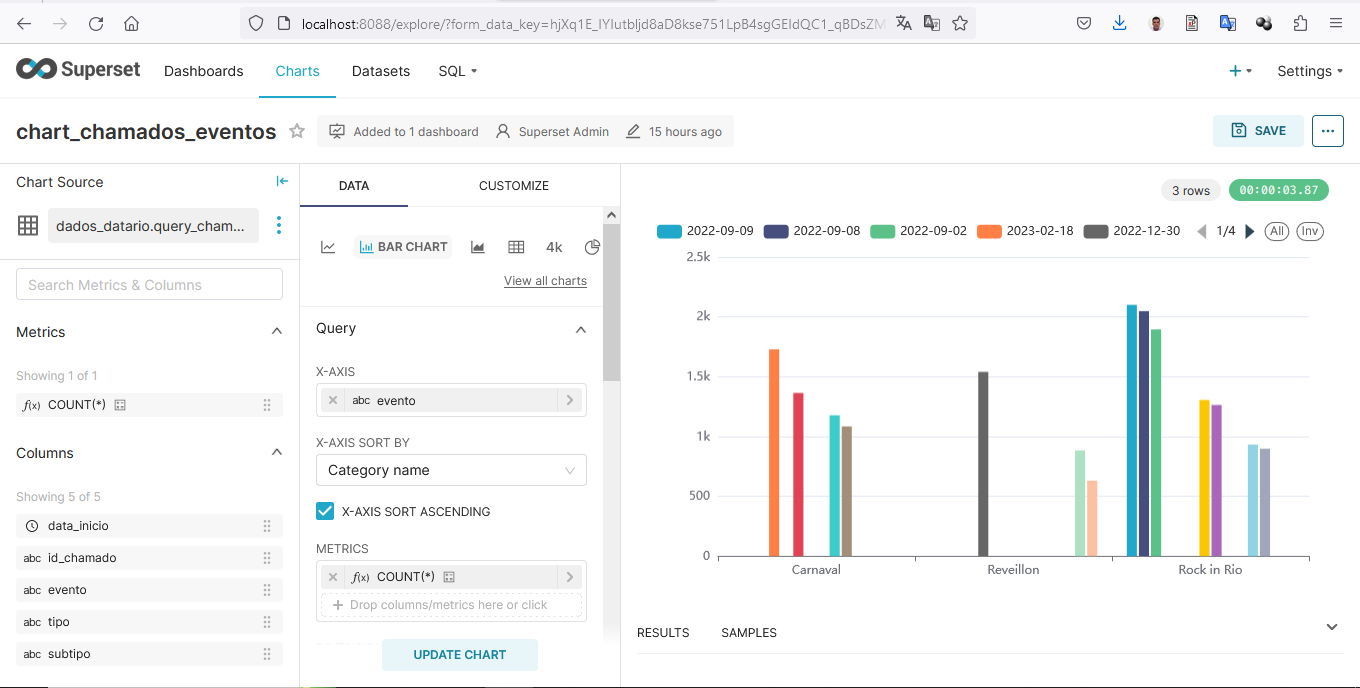 localhost:8088/explore/?form_data_key=hjXq1E_IYIutbljd8aD8kse751LpB4sgGEIdQC1_qBDsZM
Superset
Dashboards
Charts
Datasets
SQL
Settings
chart_chamados_eventos
Added to 1 dashboard
Superset Admin
15 hours ago
SAVE
Chart Source
dados_datario.query_cham...
Search Metrics & Columns
Metrics
Showing 1 of 1
f(x) COUNT(*)
Columns
Showing 5 of 5
data_inicio
abc id_chamado
abc evento
abc tipo
abc subtipo
DATA
CUSTOMIZE
BAR CHART
4k
View all charts
Query
X-AXIS
abc evento
X-AXIS SORT BY
Category name
X-AXIS SORT ASCENDING
METRICS
f(x) COUNT(*)
Drop columns/metrics here or click
UPDATE CHART
3 rows
00:00:03.87
2022-09-09
2022-09-08
2022-09-02
2023-02-18
2022-12-30
1/4
All
Inv
2.5k
2k
1.5k
1k
500
0
Carnaval
Reveillon
Rock in Rio
RESULTS
SAMPLES